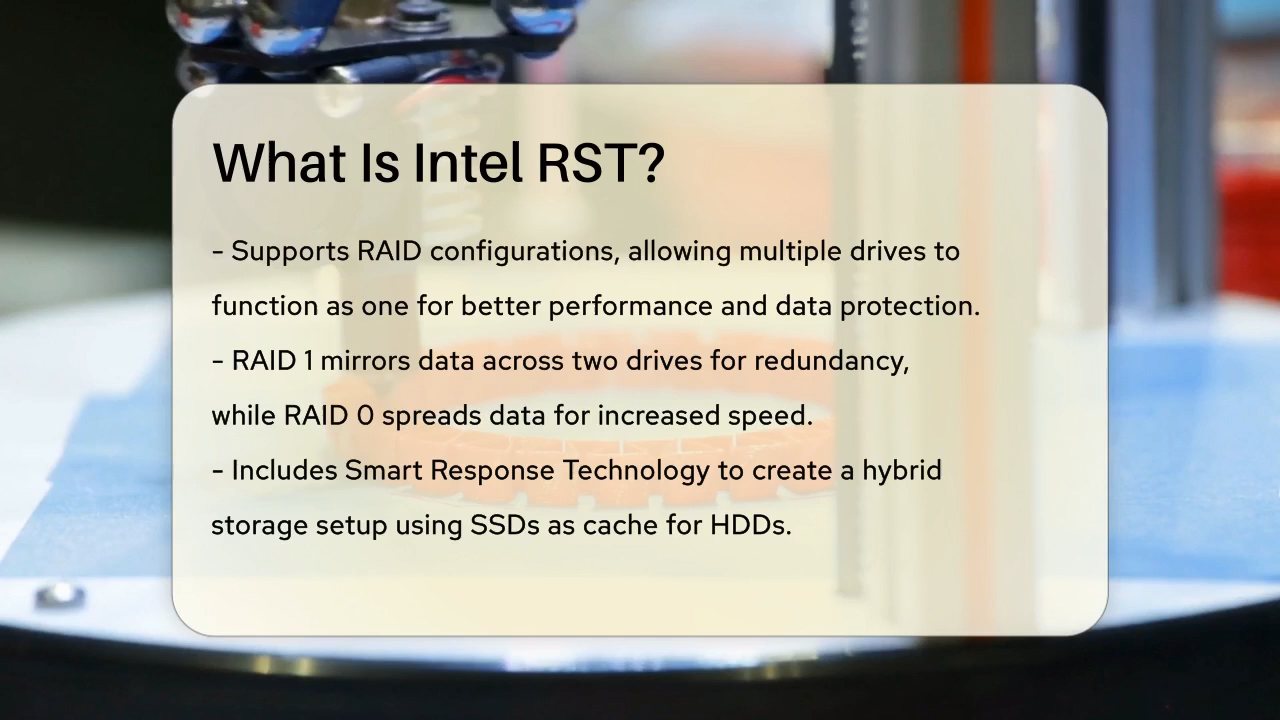 What Is Intel RST?
– Supports RAID configurations, allowing multiple drives to
function as one for better performance and data protection.
– RAID 1 mirrors data across two drives for redundancy,
while RAID 0 spreads data for increased speed.
– Includes Smart Response Technology to create a hybrid
storage setup using SSDs as cache for HDDs.